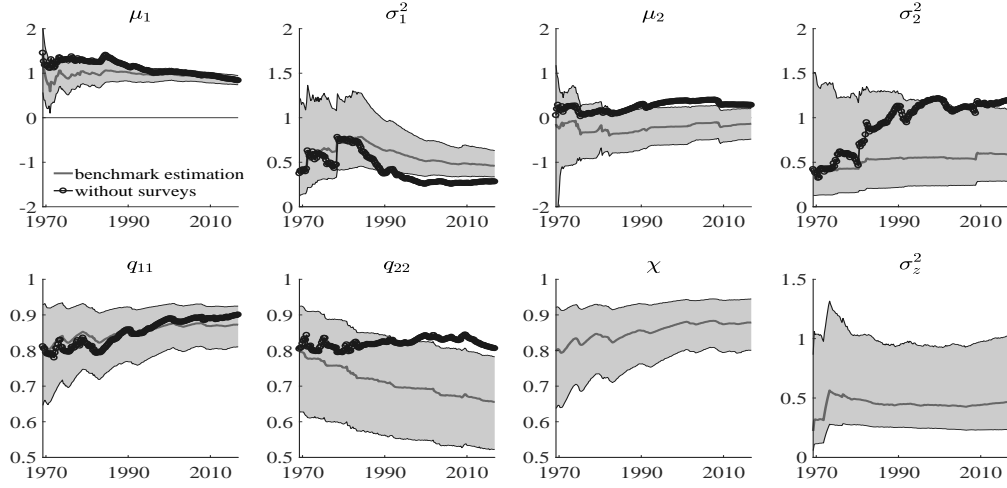 μ₁ σ₁² μ₂ σ₂²
2 2 2 2
1 1.5 1 1.5
0 1 0 1
-1 0.5 -1 0.5
benchmark estimation
without surveys
-2 0 -2 0
1970 1990 2010 1970 1990 2010 1970 1990 2010 1970 1990 2010
q₁₁ q₂₂ χ σ_z²
1 1 1 1.5
0.9 0.9 0.9
1
0.8 0.8 0.8
0.7 0.7 0.7
0.5
0.6 0.6 0.6
0.5 0.5 0.5 0
1970 1990 2010 1970 1990 2010 1970 1990 2010 1970 1990 2010